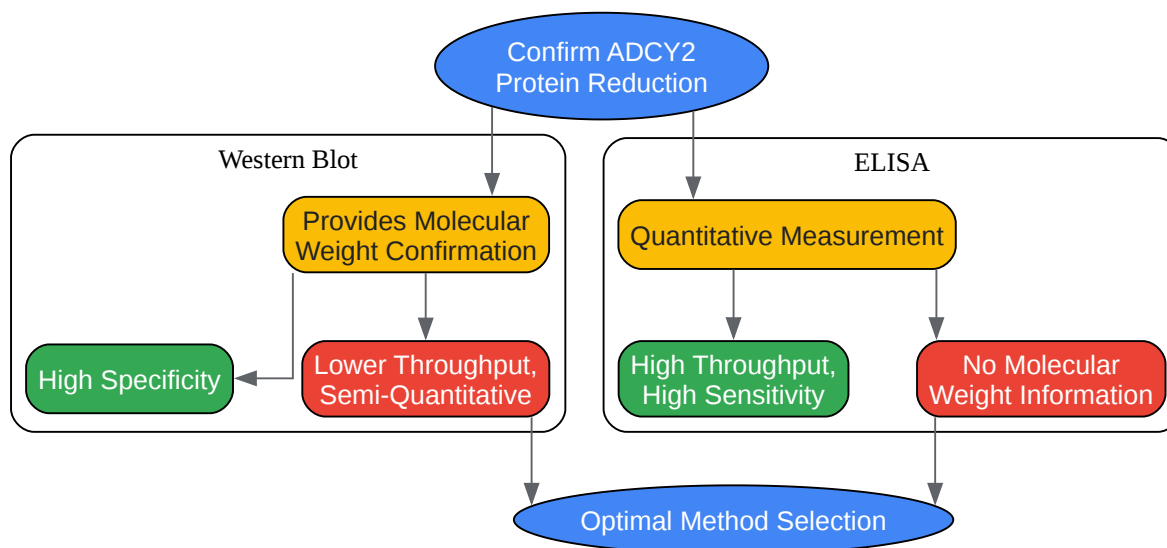 Confirm ADCY2
Protein Reduction
Western Blot
Provides Molecular
Weight Confirmation
High Specificity
Lower Throughput,
Semi-Quantitative
ELISA
Quantitative Measurement
High Throughput,
High Sensitivity
No Molecular
Weight Information
Optimal Method Selection